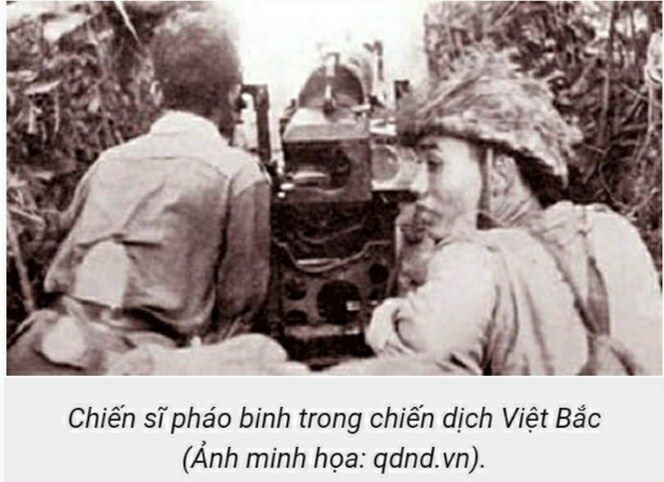 Chiến sĩ pháo binh trong chiến dịch Việt Bắc
(Ảnh minh họa: qdnd.vn).